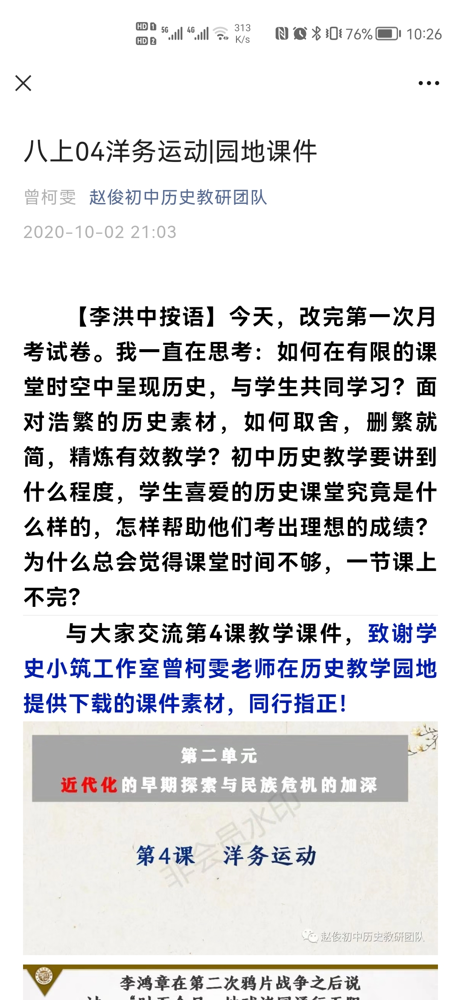 HD 1 5G 4G 313 76% 10:26
HD 2 K/s
八上04洋务运动|园地课件
曾柯雯 赵俊初中历史教研团队
2020-10-02 21:03
【李洪中按语】今天，改完第一次月
考试卷。我一直在思考：如何在有限的课
堂时空中呈现历史，与学生共同学习？面
对浩繁的历史素材，如何取舍，删繁就
简，精炼有效教学？初中历史教学要讲到
什么程度，学生喜爱的历史课堂究竟是什
么样的，怎样帮助他们考出理想的成绩？
为什么总会觉得课堂时间不够，一节课上
不完？
与大家交流第4课教学课件，致谢学
史小筑工作室曾柯雯老师在历史教学园地
提供下载的课件素材，同行指正！
第二单元
近代化的早期探索与民族危机的加深
非会员水印
第4课 洋务运动
赵俊初中历史教研团队
李鸿章在第二次鸦片战争之后说